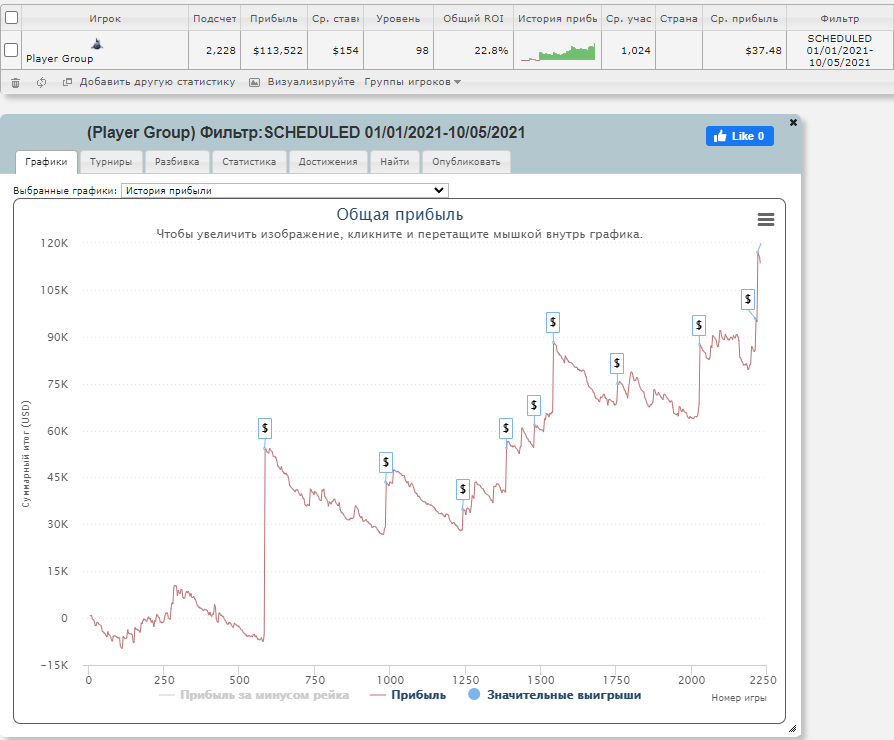 Игрок Подсчет Прибыль Ср. став Уровень Общий ROI История прибь Ср. учас Страна Ср. прибыль Фильтр
Player Group 2,228 $113,522 $154 98 22.8% 1,024 $37.48 SCHEDULED
01/01/2021-
10/05/2021
Добавить другую статистику Визуализируйте Группы игроков
(Player Group) Фильтр:SCHEDULED 01/01/2021-10/05/2021
Like 0
Графики Турниры Разбивка Статистика Достижения Найти Опубликовать
Выбранные графики: История прибыли
Общая прибыль
Чтобы увеличить изображение, кликните и перетащите мышкой внутрь графика.
Суммарный итог (USD)
120K
105K
90K
75K
60K
45K
30K
15K
0
-15K
$ $ $ $ $ $ $ $ $
0 250 500 750 1000 1250 1500 1750 2000 2250
Прибыль за минусом рейка Прибыль Значительные выигрыши
Номер игры